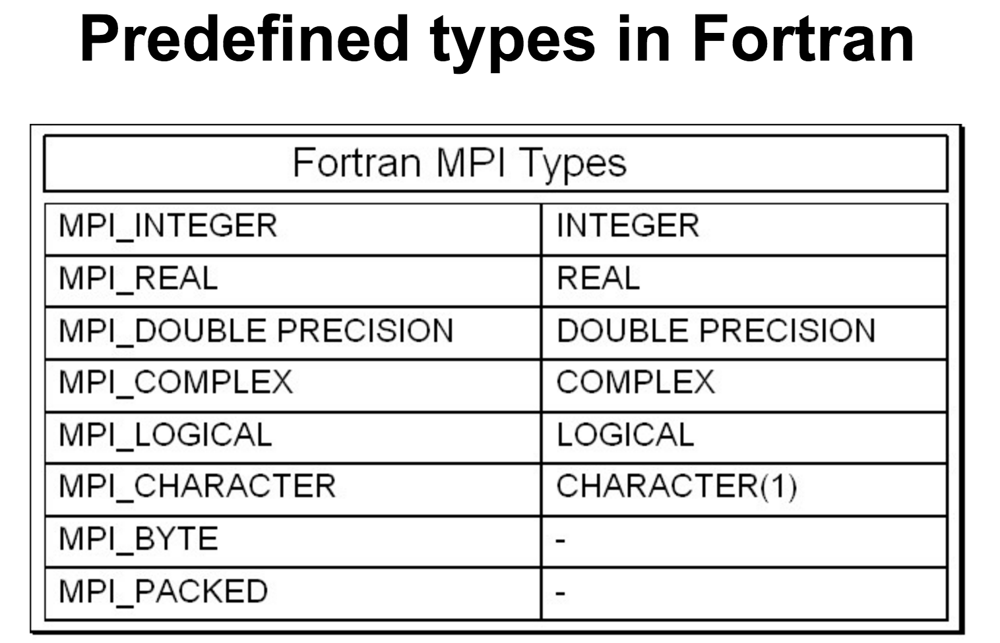 Predefined types in Fortran
Fortran MPI Types
MPI_INTEGER INTEGER
MPI_REAL REAL
MPI_DOUBLE PRECISION DOUBLE PRECISION
MPI_COMPLEX COMPLEX
MPI_LOGICAL LOGICAL
MPI_CHARACTER CHARACTER(1)
MPI_BYTE -
MPI_PACKED -